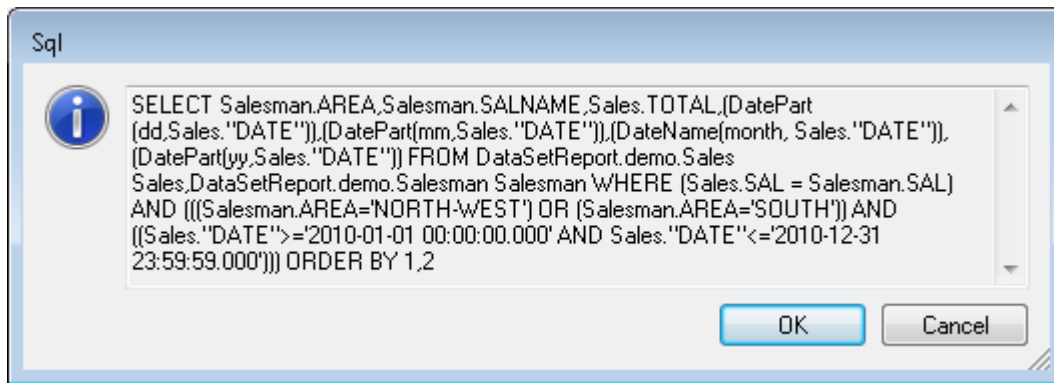 Sql
SELECT Salesman.AREA,Salesman.SALNAME,Sales.TOTAL,(DatePart
(dd,Sales."DATE")),(DatePart(mm,Sales."DATE")),(DateName(month, Sales."DATE")),
(DatePart(yy,Sales."DATE")) FROM DataSetReport.demo.Sales
Sales,DataSetReport.demo.Salesman Salesman WHERE (Sales.SAL = Salesman.SAL)
AND (((Salesman.AREA='NORTH-WEST') OR (Salesman.AREA='SOUTH')) AND
((Sales."DATE">='2010-01-01 00:00:00.000' AND Sales."DATE"<='2010-12-31
23:59:59.000'))) ORDER BY 1,2
OK Cancel